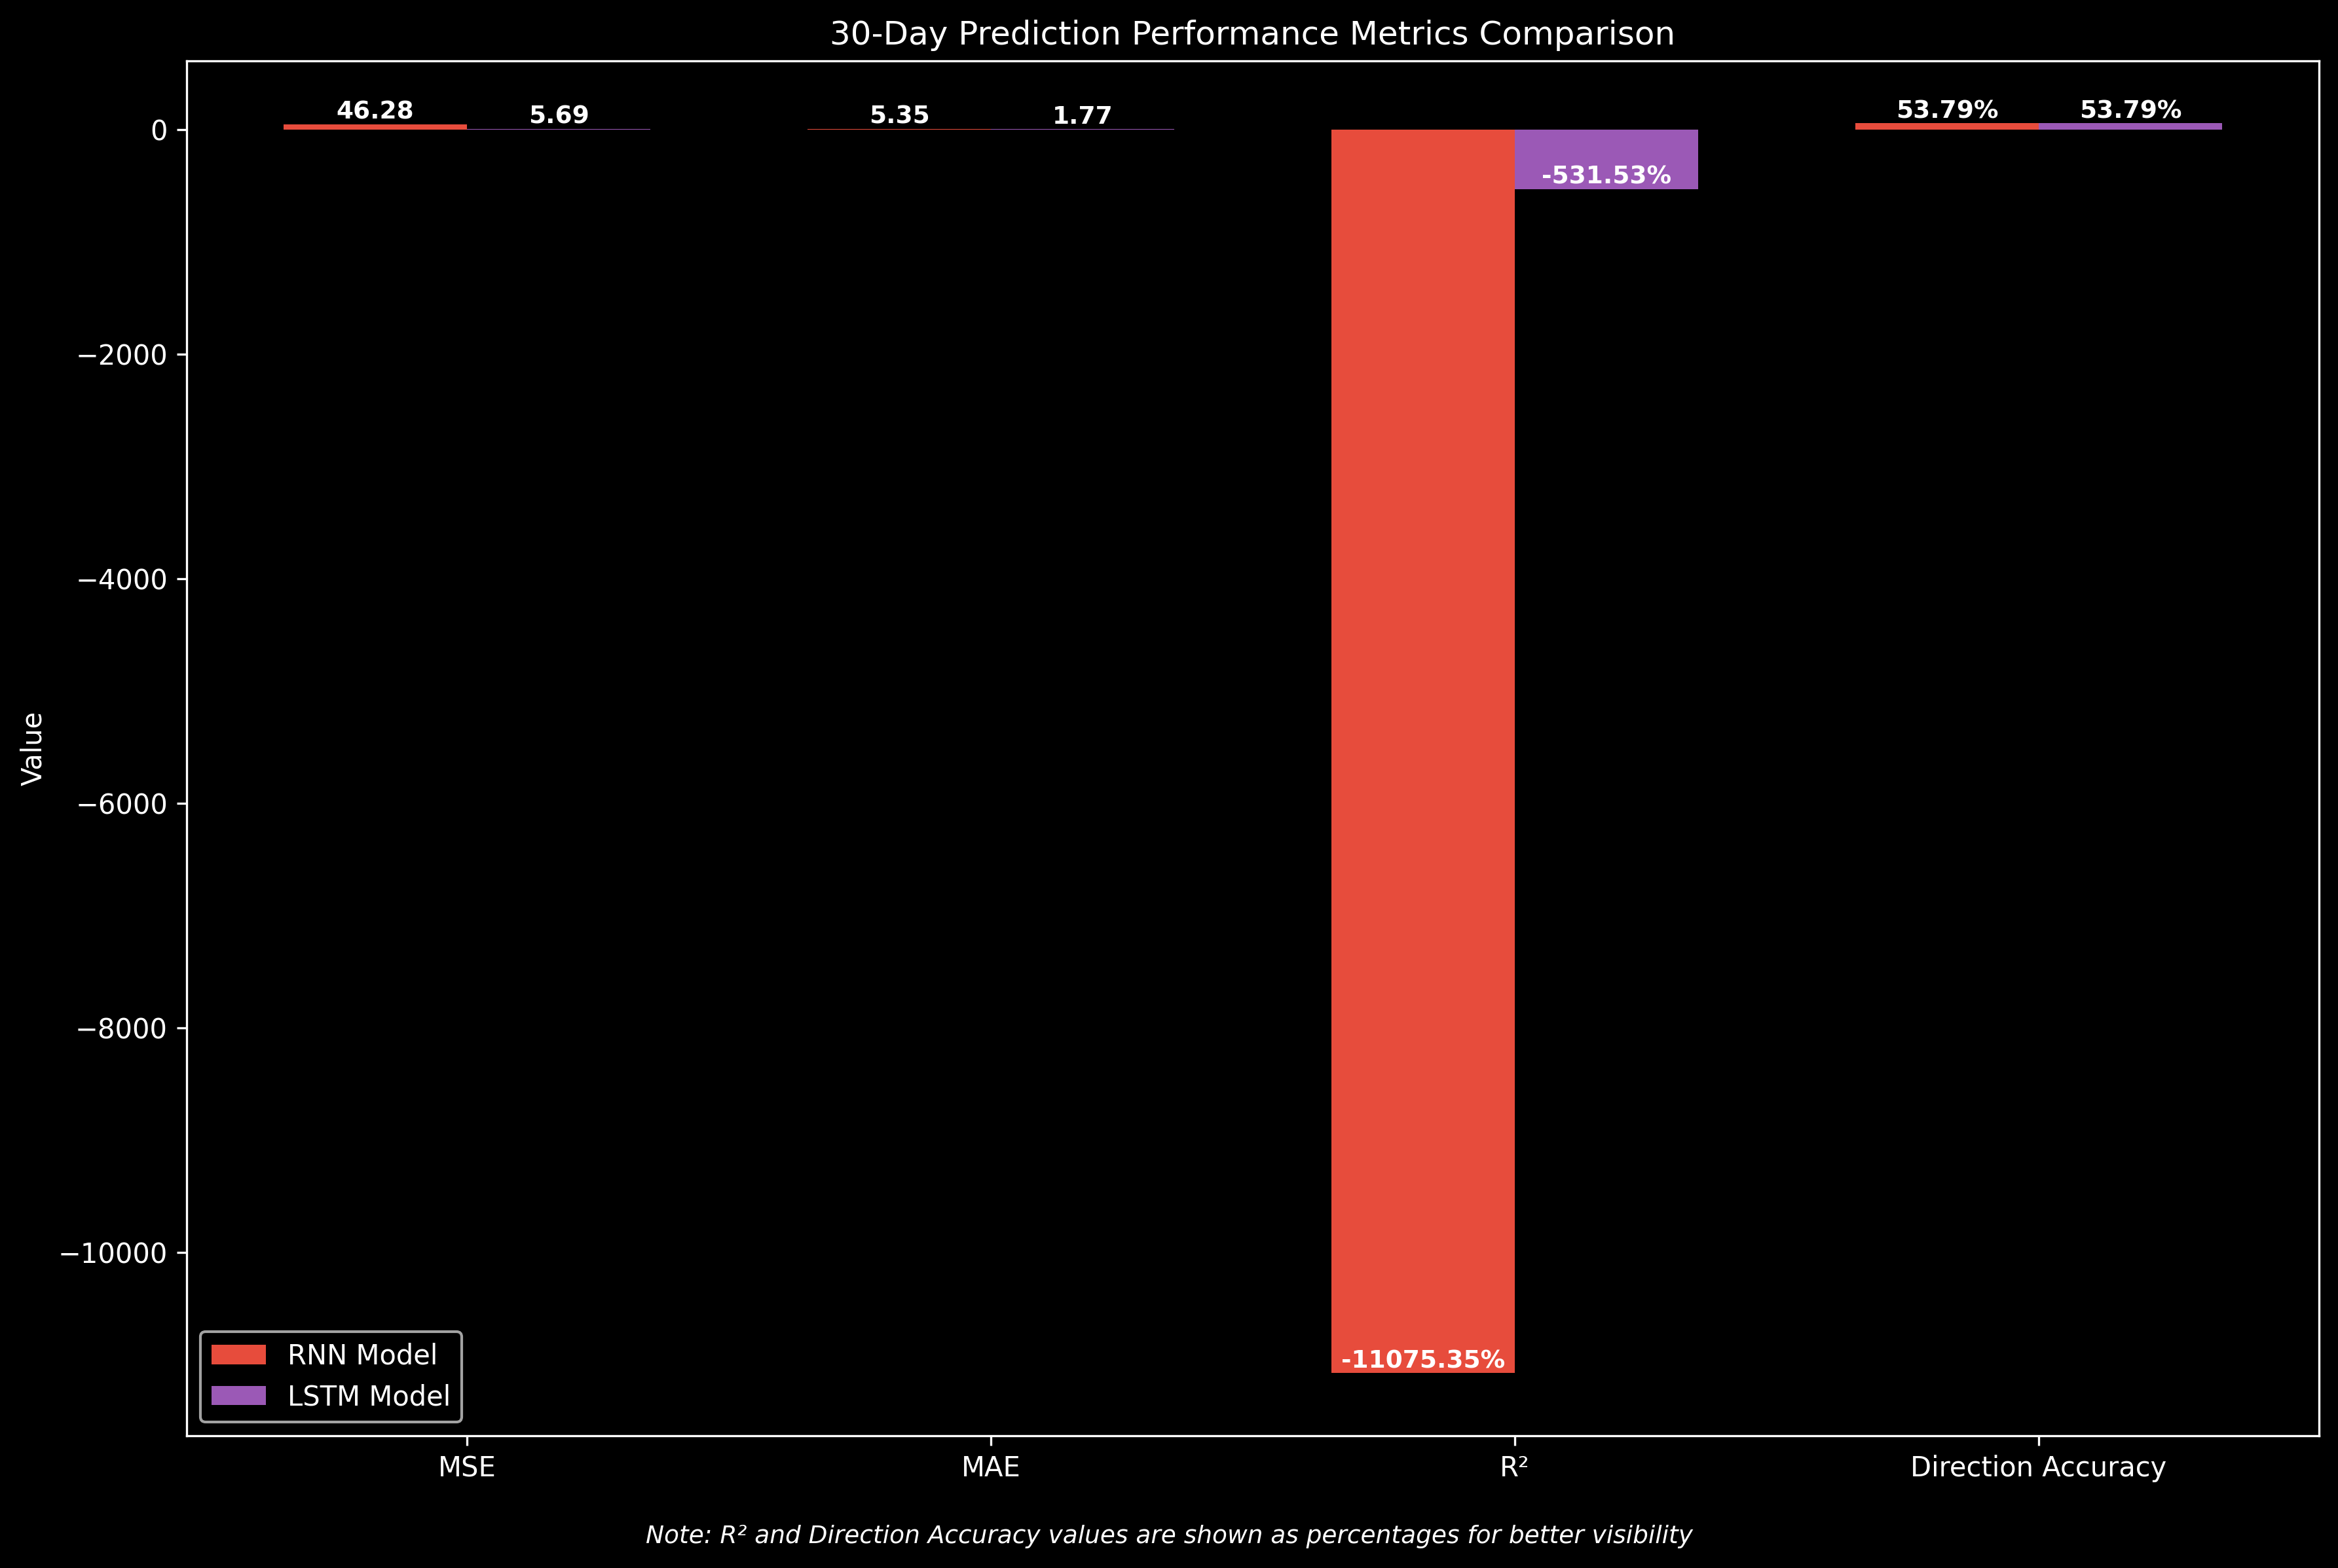 30-Day Prediction Performance Metrics Comparison
46.28
5.69
5.35
1.77
-531.53%
-11075.35%
53.79%
53.79%
0
−2000
−4000
−6000
−8000
−10000
Value
RNN Model
LSTM Model
MSE
MAE
R²
Direction Accuracy
Note: R² and Direction Accuracy values are shown as percentages for better visibility